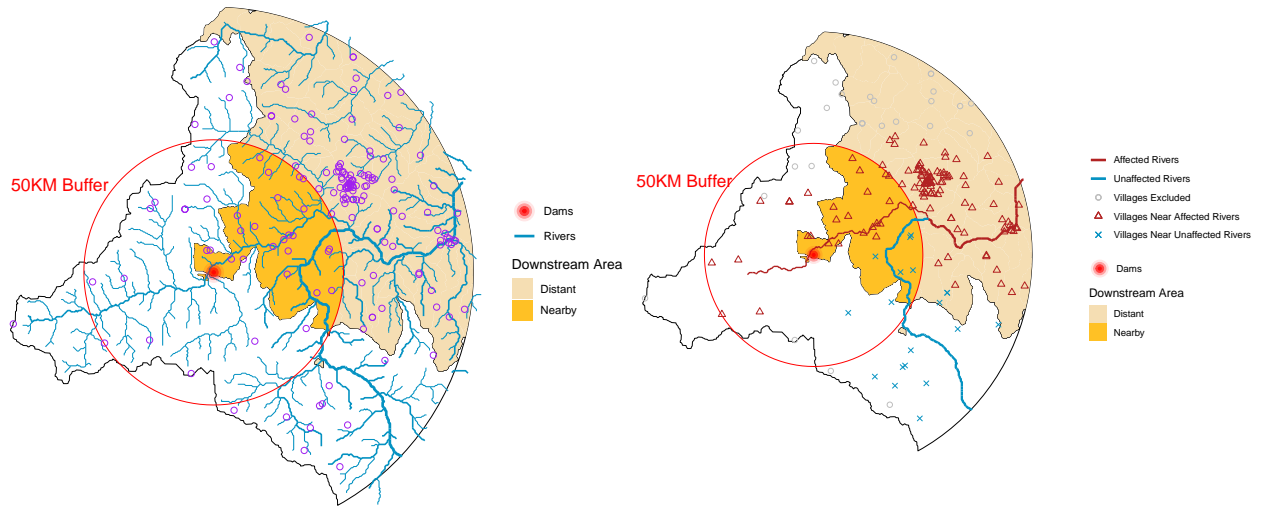 50KM Buffer
Dams
Rivers
Downstream Area
Distant
Nearby
50KM Buffer
Affected Rivers
Unaffected Rivers
Villages Excluded
Villages Near Affected Rivers
Villages Near Unaffected Rivers
Dams
Downstream Area
Distant
Nearby